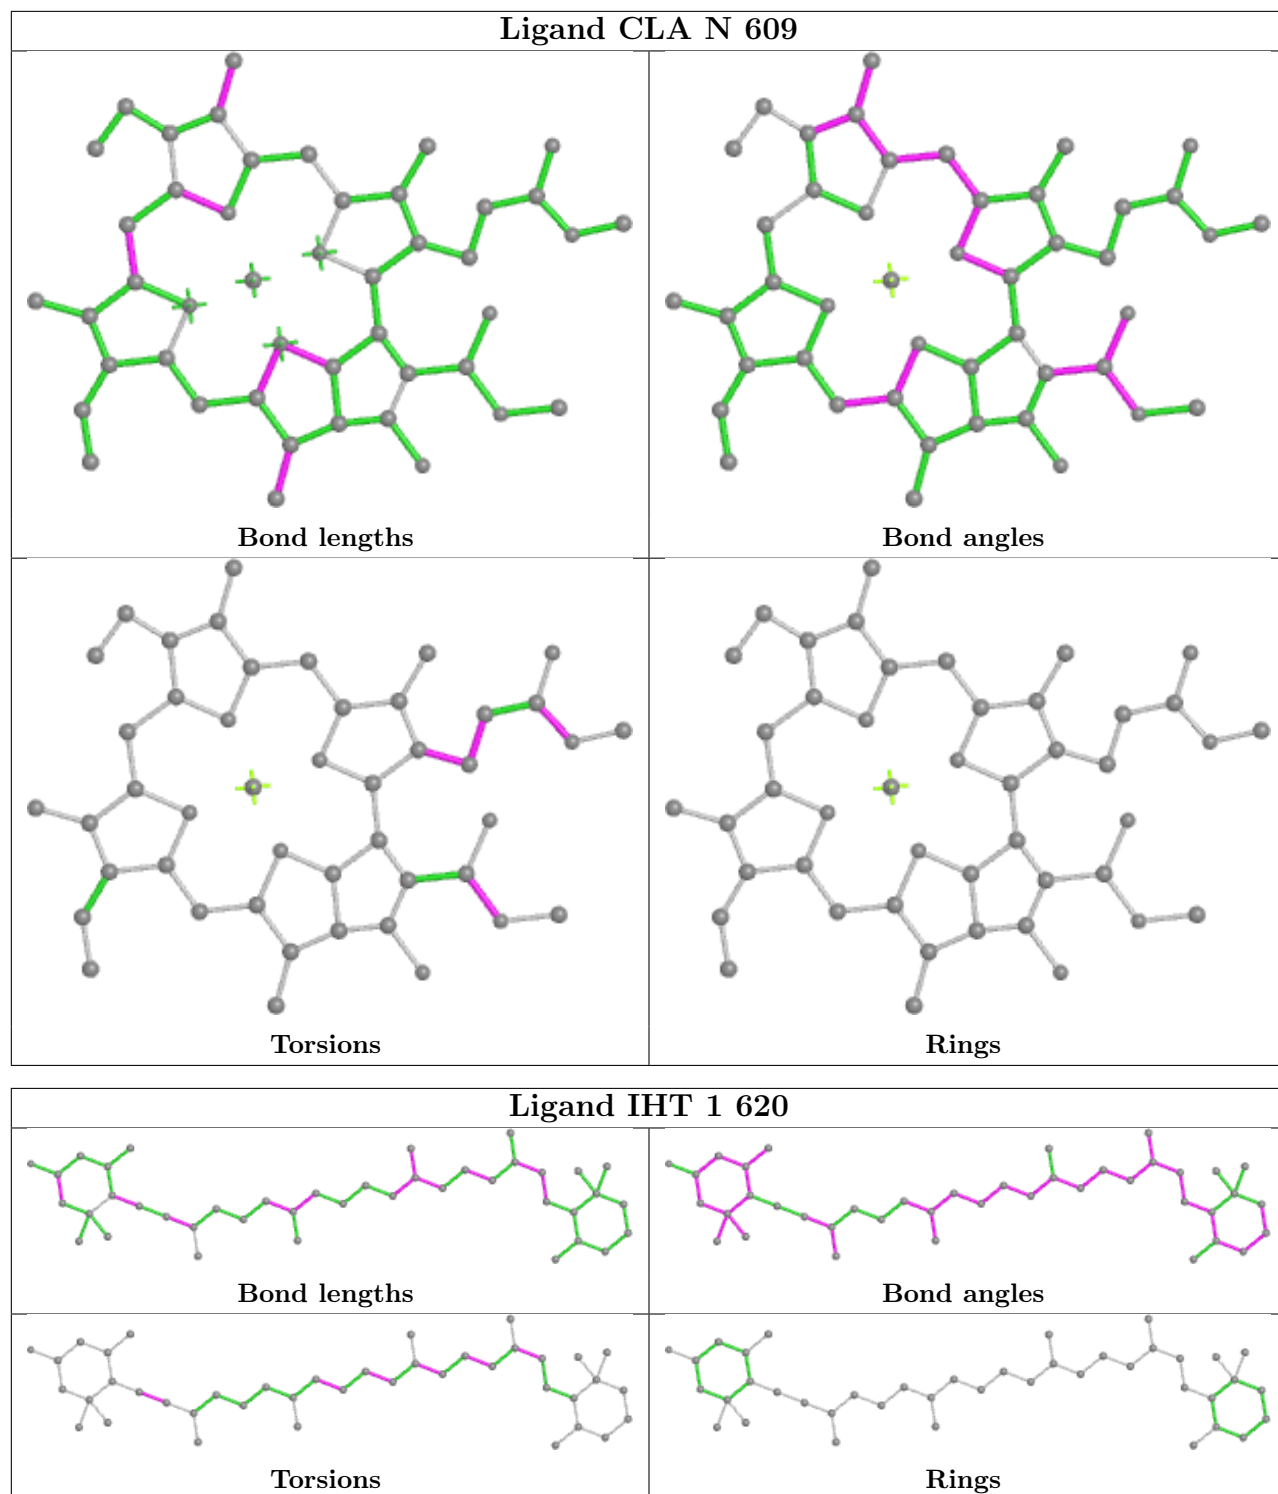 Ligand CLA N 609
Bond lengths
Bond angles
Torsions
Rings
Ligand IHT 1 620
Bond lengths
Bond angles
Torsions
Rings